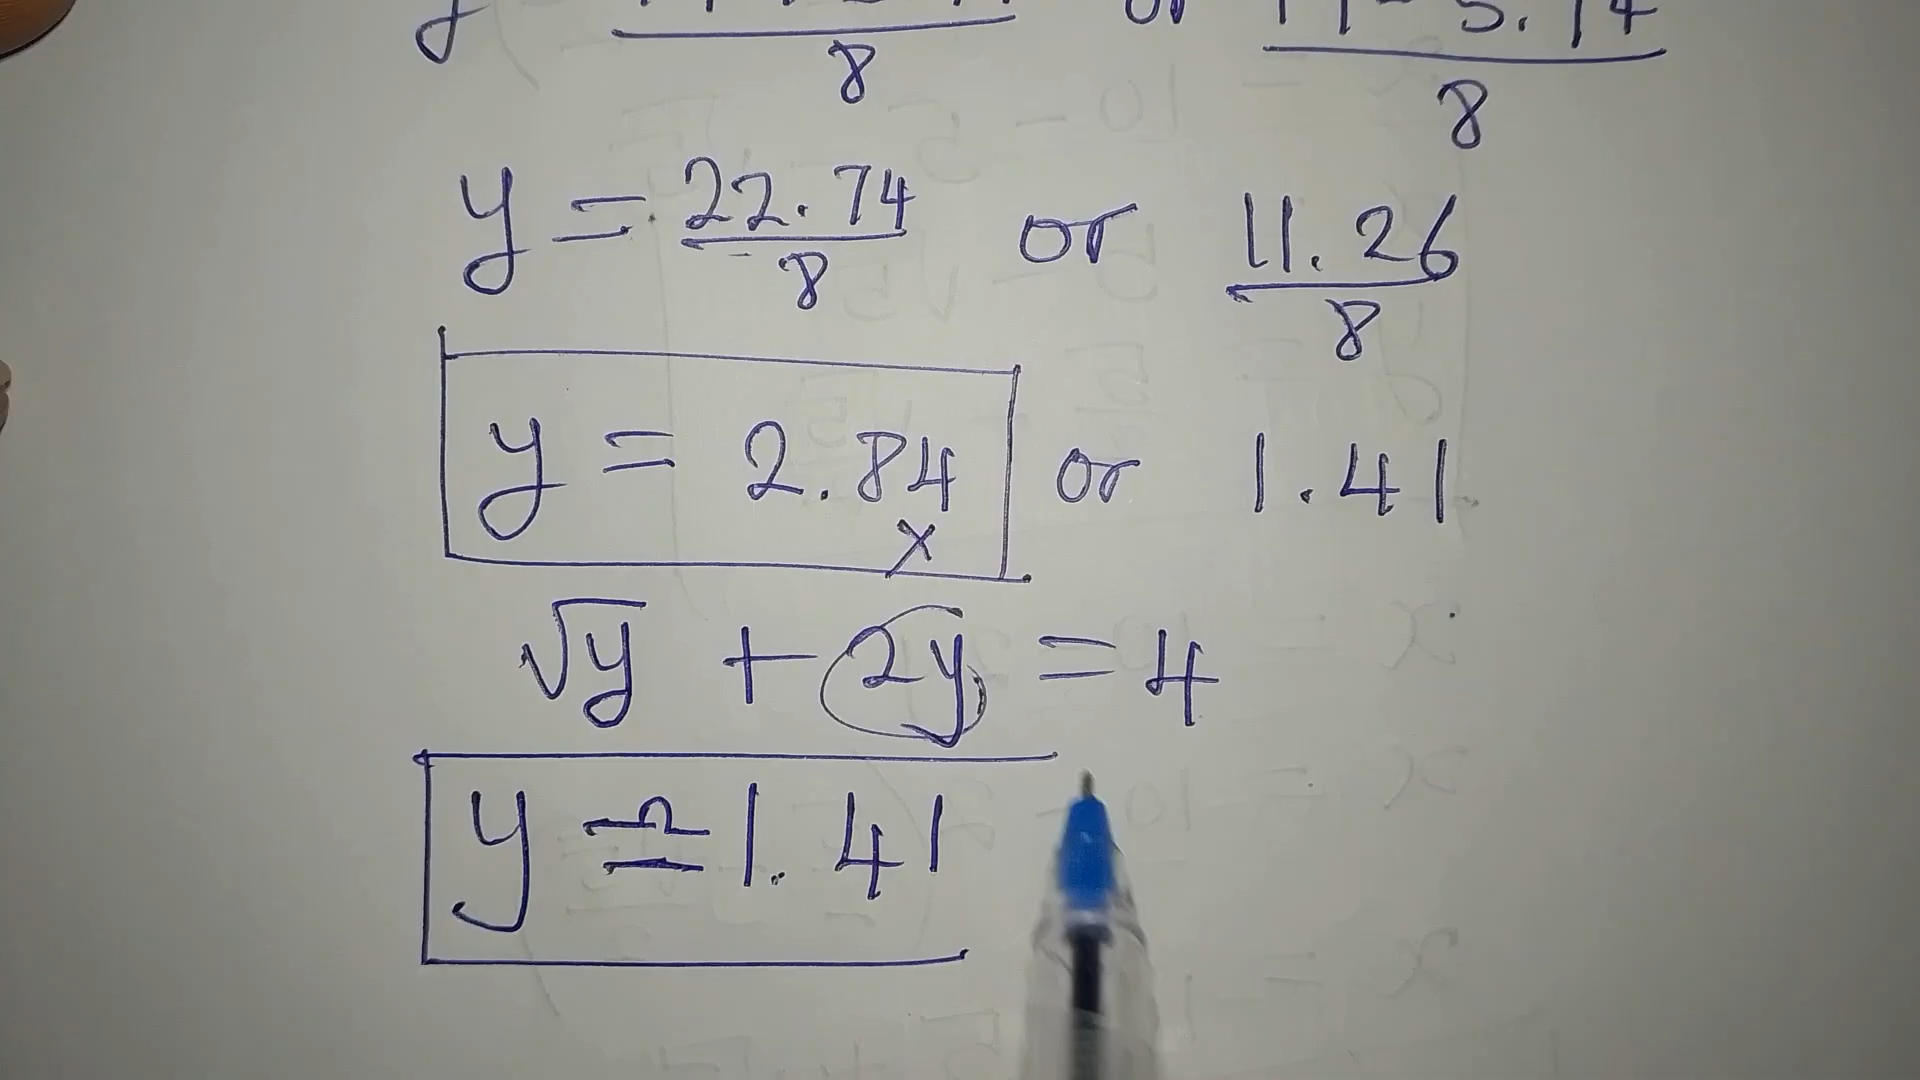 8 or 8
y = 22.74/8 or 11.26/8
y = 2.84 or 1.41
x
√y + 2y = 4
y ≏ 1.41